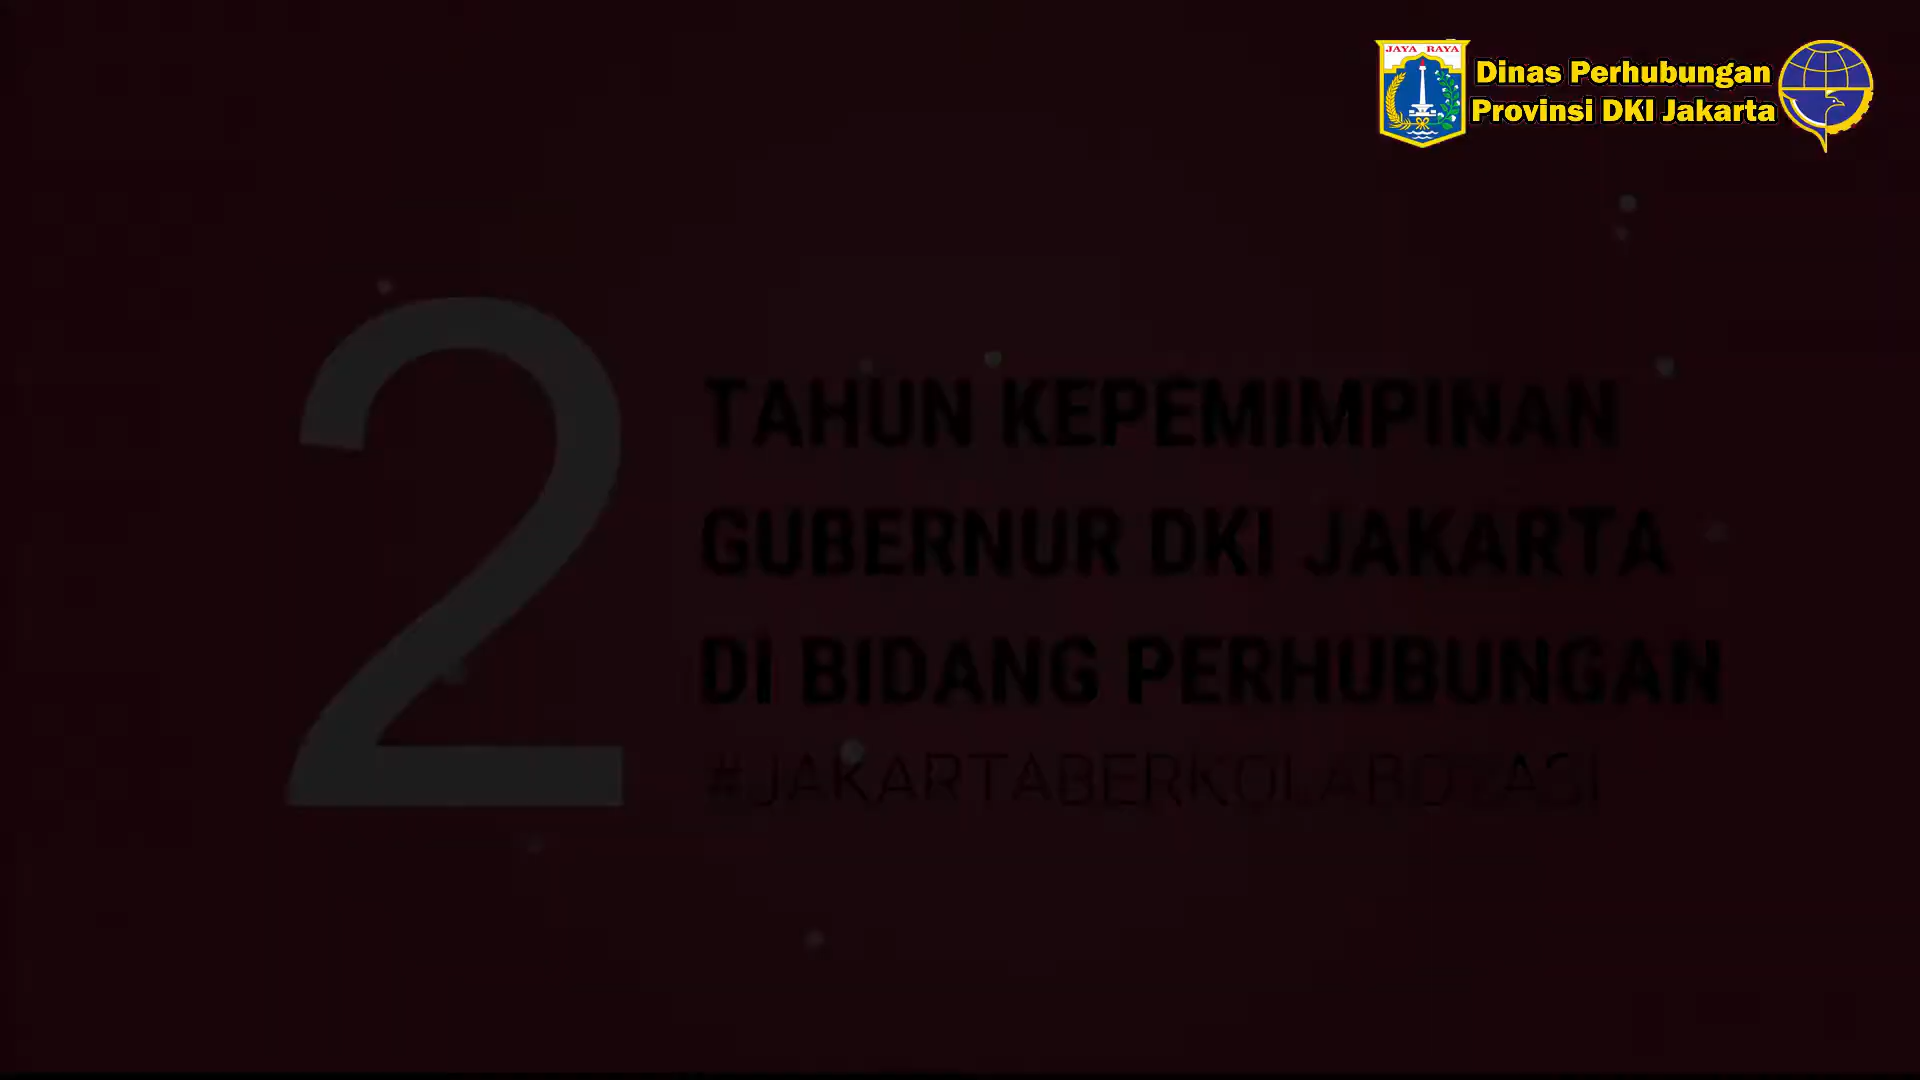 JAYA RAYA
Dinas Perhubungan
Provinsi DKI Jakarta
2
TAHUN KEPEMIMPINAN
GUBERNUR DKI JAKARTA
DI BIDANG PERHUBUNGAN
#JAKARTABERKOLABORASI